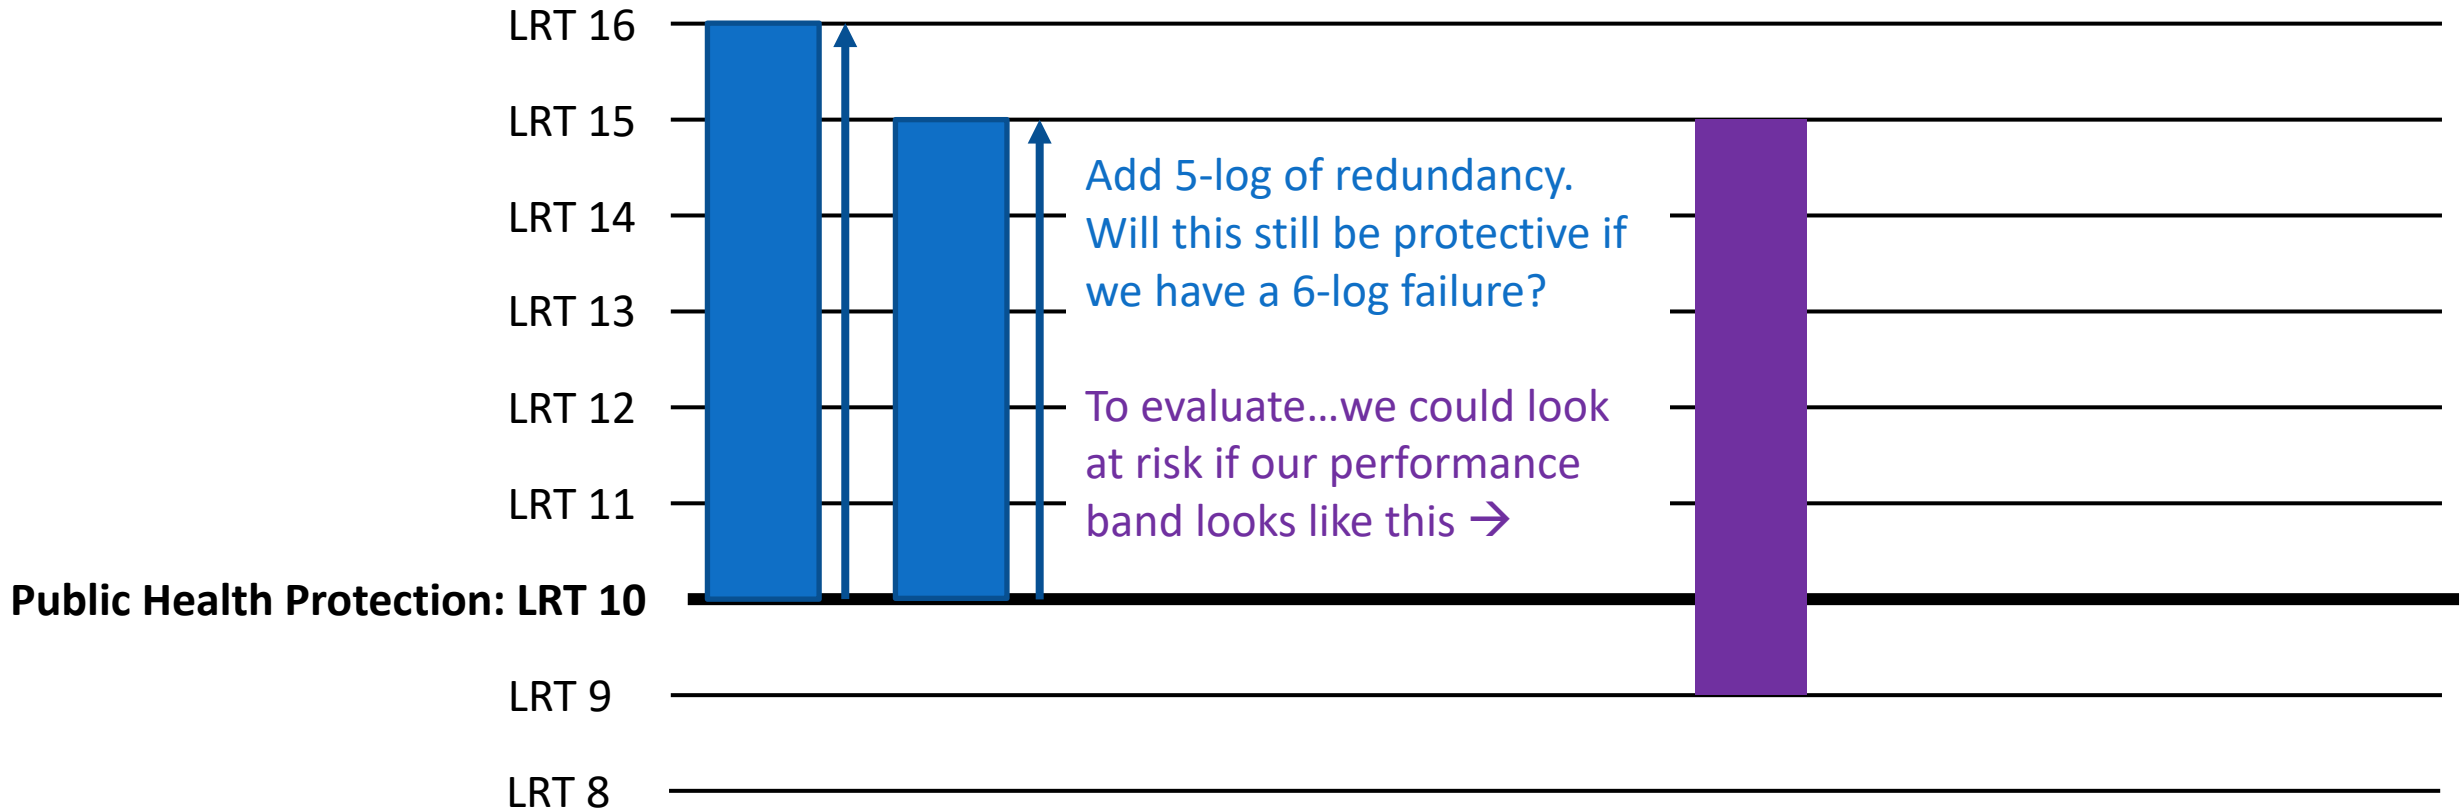 LRT 16
LRT 15
LRT 14
LRT 13
LRT 12
LRT 11
Public Health Protection: LRT 10
LRT 9
LRT 8
Add 5-log of redundancy.
Will this still be protective if
we have a 6-log failure?
To evaluate...we could look
at risk if our performance
band looks like this →